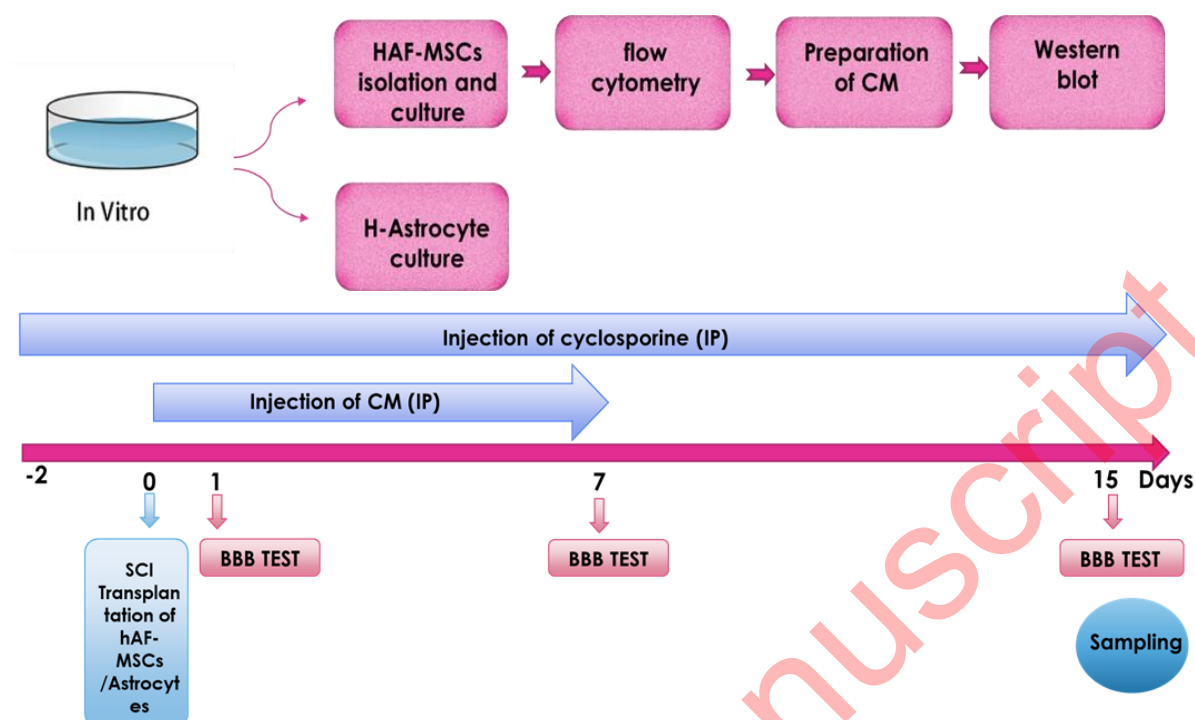 HAF-MSCs
isolation and
culture
flow
cytometry
Preparation
of CM
Western
blot
In Vitro
H-Astrocyte
culture
Injection of cyclosporine (IP)
Injection of CM (IP)
-2
0
1
7
15 Days
SCI
Transplan
tation of
hAF-
MSCs
/Astrocyt
es
BBB TEST
BBB TEST
BBB TEST
Sampling
nuscript